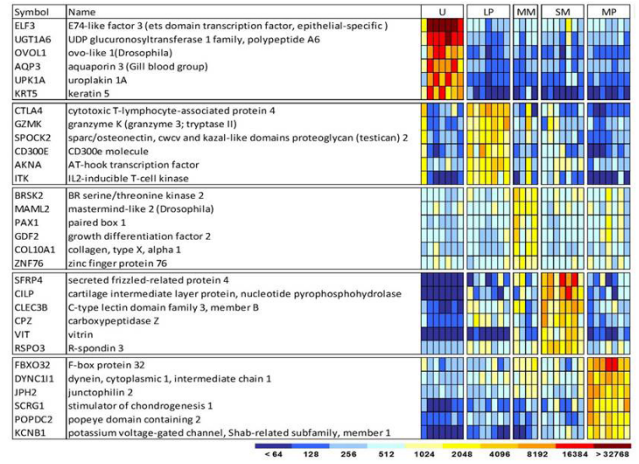 Symbol Name U LP MM SM MP
ELF3 E74-like factor 3 (ets domain transcription factor, epithelial-specific )
UGT1A6 UDP glucuronosyltransferase 1 family, polypeptide A6
OVOL1 ovo-like 1(Drosophila)
AQP3 aquaporin 3 (Gill blood group)
UPK1A uroplakin 1A
KRT5 keratin 5
CTLA4 cytotoxic T-lymphocyte-associated protein 4
GZMK granzyme K (granzyme 3; tryptase II)
SPOCK2 sparc/osteonectin, cwcv and kazal-like domains proteoglycan (testican) 2
CD300E CD300e molecule
AKNA AT-hook transcription factor
ITK IL2-inducible T-cell kinase
BRSK2 BR serine/threonine kinase 2
MAML2 mastermind-like 2 (Drosophila)
PAX1 paired box 1
GDF2 growth differentiation factor 2
COL10A1 collagen, type X, alpha 1
ZNF76 zinc finger protein 76
SFRP4 secreted frizzled-related protein 4
CILP cartilage intermediate layer protein, nucleotide pyrophosphohydrolase
CLEC3B C-type lectin domain family 3, member B
CPZ carboxypeptidase Z
VIT vitrin
RSPO3 R-spondin 3
FBXO32 F-box protein 32
DYNC1I1 dynein, cytoplasmic 1, intermediate chain 1
JPH2 junctophilin 2
SCRG1 stimulator of chondrogenesis 1
POPDC2 popeye domain containing 2
KCNB1 potassium voltage-gated channel, Shab-related subfamily, member 1
< 64 128 256 512 1024 2048 4096 8192 16384 > 32768